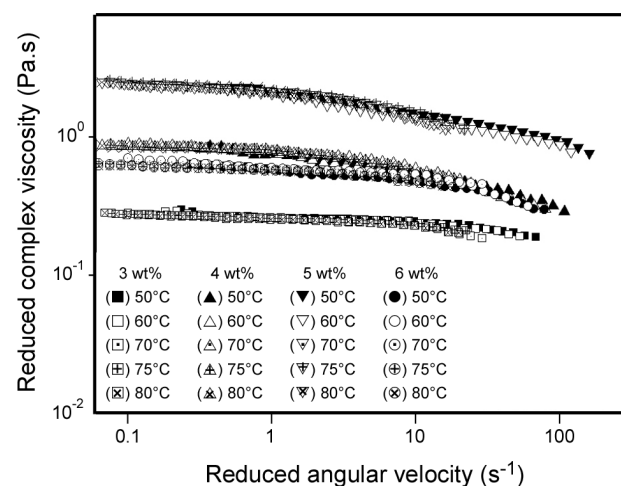 Reduced complex viscosity (Pa.s)
10⁰
10⁻¹
10⁻²
3 wt% 4 wt% 5 wt% 6 wt%
(■) 50°C (▲) 50°C (▼) 50°C (●) 50°C
(□) 60°C (△) 60°C (▽) 60°C (○) 60°C
(⊡) 70°C (◬) 70°C (▽) 70°C (⊙) 70°C
(⊞) 75°C (△) 75°C (▽) 75°C (⊕) 75°C
(⊠) 80°C (△) 80°C (▽) 80°C (⊗) 80°C
0.1 1 10 100
Reduced angular velocity (s⁻¹)